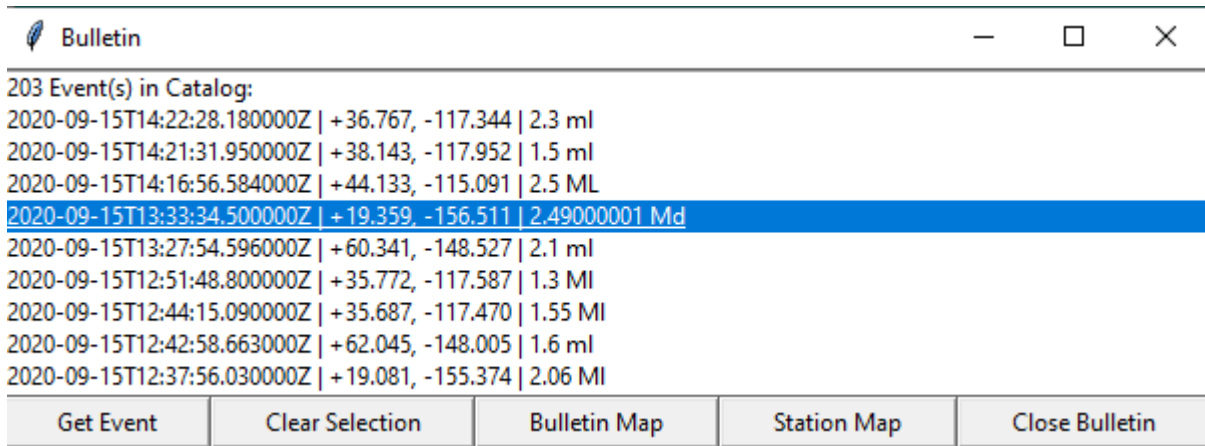 Bulletin
203 Event(s) in Catalog:
2020-09-15T14:22:28.180000Z | +36.767, -117.344 | 2.3 ml
2020-09-15T14:21:31.950000Z | +38.143, -117.952 | 1.5 ml
2020-09-15T14:16:56.584000Z | +44.133, -115.091 | 2.5 ML
2020-09-15T13:33:34.500000Z | +19.359, -156.511 | 2.49000001 Md
2020-09-15T13:27:54.596000Z | +60.341, -148.527 | 2.1 ml
2020-09-15T12:51:48.800000Z | +35.772, -117.587 | 1.3 Ml
2020-09-15T12:44:15.090000Z | +35.687, -117.470 | 1.55 Ml
2020-09-15T12:42:58.663000Z | +62.045, -148.005 | 1.6 ml
2020-09-15T12:37:56.030000Z | +19.081, -155.374 | 2.06 Ml
Get Event Clear Selection Bulletin Map Station Map Close Bulletin